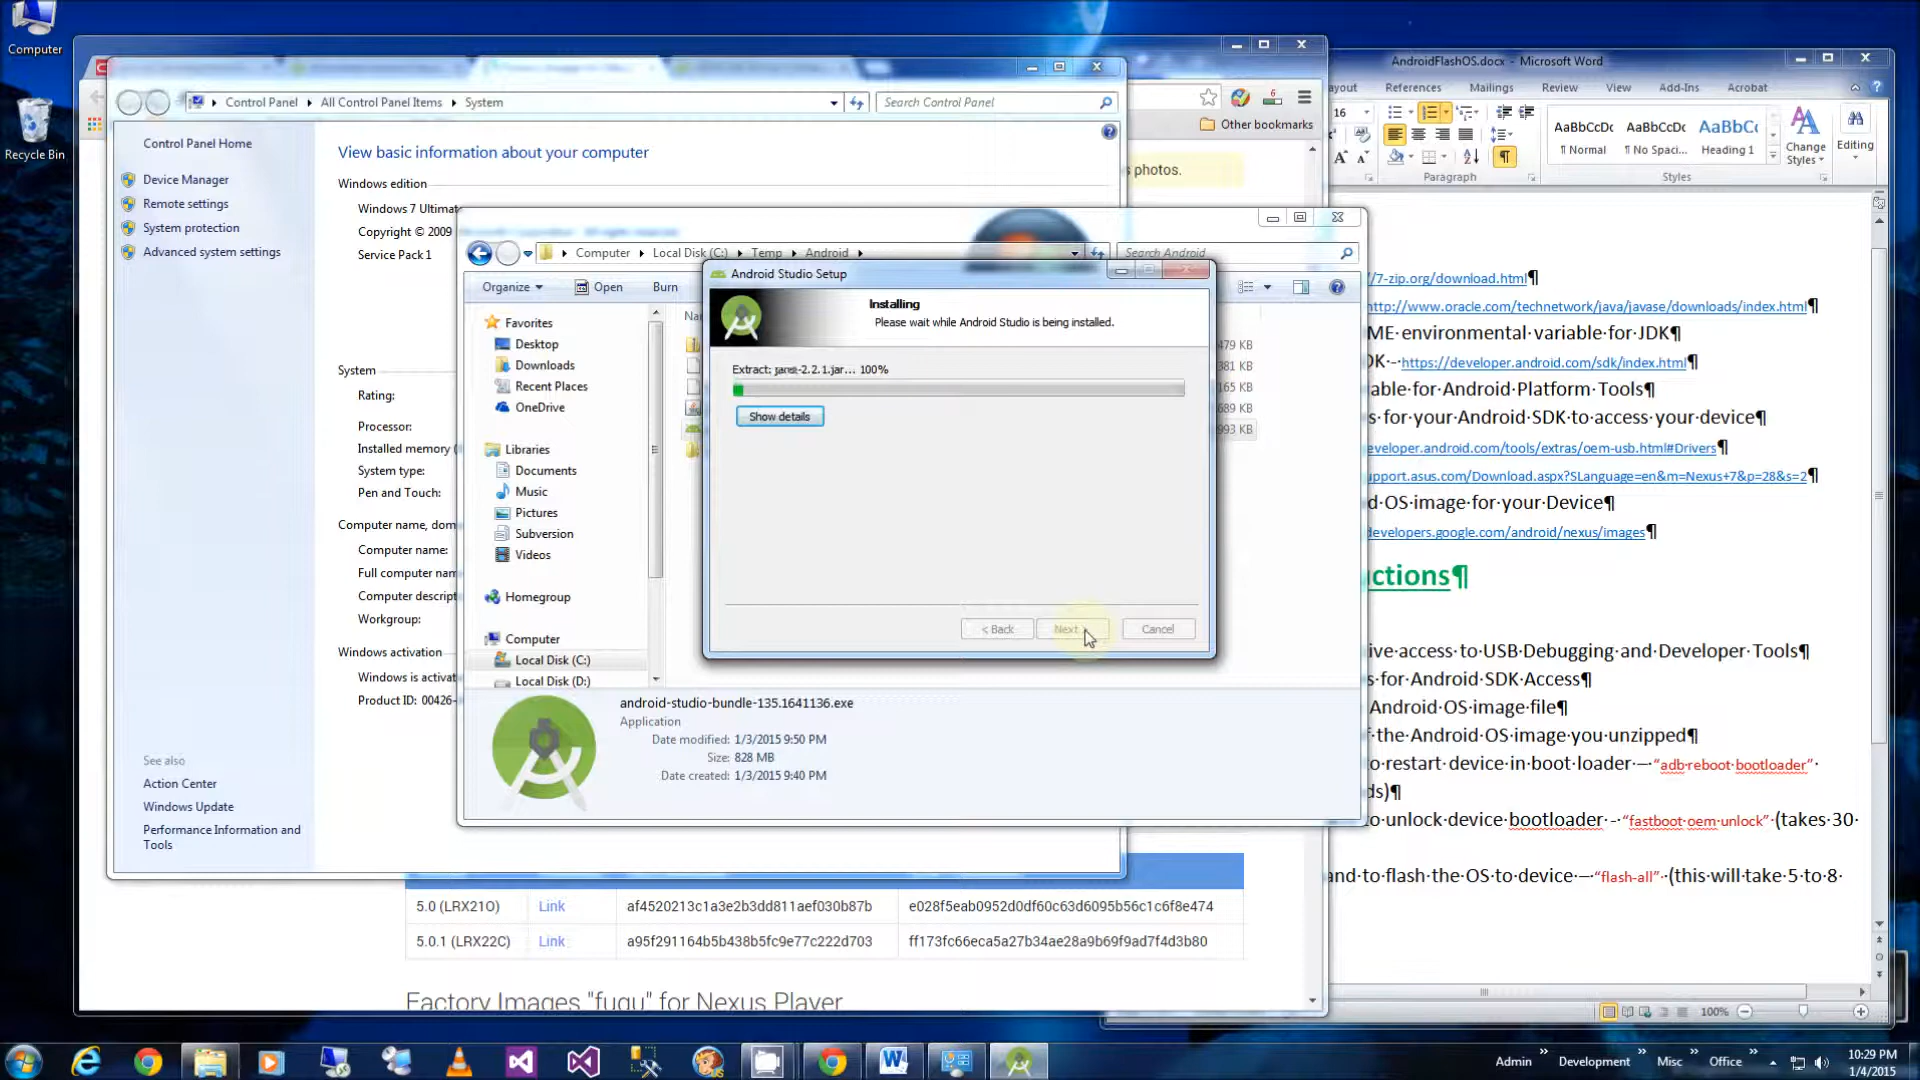 Computer
Recycle Bin
Control Panel
All Control Panel Items
System
Search Control Panel
Control Panel Home
Device Manager
Remote settings
System protection
Advanced system settings
See also
Action Center
Windows Update
Performance Information and
Tools
View basic information about your computer
Windows edition
Windows 7 Ultimat
Copyright © 2009
Service Pack 1
System
Rating:
Processor:
Installed memory (
System type:
Pen and Touch:
Computer name, dom
Computer name:
Full computer nam
Computer descript
Workgroup:
Windows activation
Windows is activat
Product ID: 00426-
Other bookmarks
s photos.
Computer
Local Disk (C:)
Temp
Android
Search Android
Organize
Open
Burn
Favorites
Desktop
Downloads
Recent Places
OneDrive
Libraries
Documents
Music
Pictures
Subversion
Videos
Homegroup
Computer
Local Disk (C:)
Local Disk (D:)
479 KB
381 KB
165 KB
689 KB
993 KB
Android Studio Setup
Installing
Please wait while Android Studio is being installed.
Show details
< Back
Next >
Cancel
android-studio-bundle-135.1641136.exe
Application
Date modified: 1/3/2015 9:50 PM
Size: 828 MB
Date created: 1/3/2015 9:40 PM
5.0 (LRX21O) Link af4520213c1a3e2b3dd811aef030b87b e028f5eab0952d0df60c63d6095b56c1c6f8e474
5.0.1 (LRX22C) Link a95f291164b5b438b5fc9e77c222d703 ff173fc66eca5a27b34ae28a9b69f9ad7f4d3b80
Factory Images "fugu" for Nexus Player
AndroidFlashOS.docx - Microsoft Word
ayout References Mailings Review View Add-Ins Acrobat
16
AaBbCcDc AaBbCcDc AaBbCc
¶ Normal ¶ No Spaci... Heading 1
Change
Styles
Editing
Paragraph
Styles
/7-zip.org/download.html¶
http://www.oracle.com/technetwork/java/javase/downloads/index.html¶
ME·environmental·variable·for·JDK¶
DK·-·https://developer.android.com/sdk/index.html¶
able·for·Android·Platform·Tools¶
s·for·your·Android·SDK·to·access·your·device¶
eveloper.android.com/tools/extras/oem-usb.html#Drivers¶
upport.asus.com/Download.aspx?SLanguage=en&m=Nexus+7&p=28&s=2¶
d·OS·image·for·your·Device¶
developers.google.com/android/nexus/images¶
ctions¶
ive·access·to·USB·Debugging·and·Developer·Tools¶
s·for·Android·SDK·Access¶
Android·OS·image·file¶
f·the·Android·OS·image·you·unzipped¶
to·restart·device·in·boot·loader·–·“adb·reboot·bootloader”·
ds)¶
to·unlock·device·bootloader·-·“fastboot·oem·unlock”·(takes·30·
and·to·flash·the·OS·to·device·–·“flash-all”·(this·will·take·5·to·8·
100%
Admin
Development
Misc
Office
10:29 PM
1/4/2015